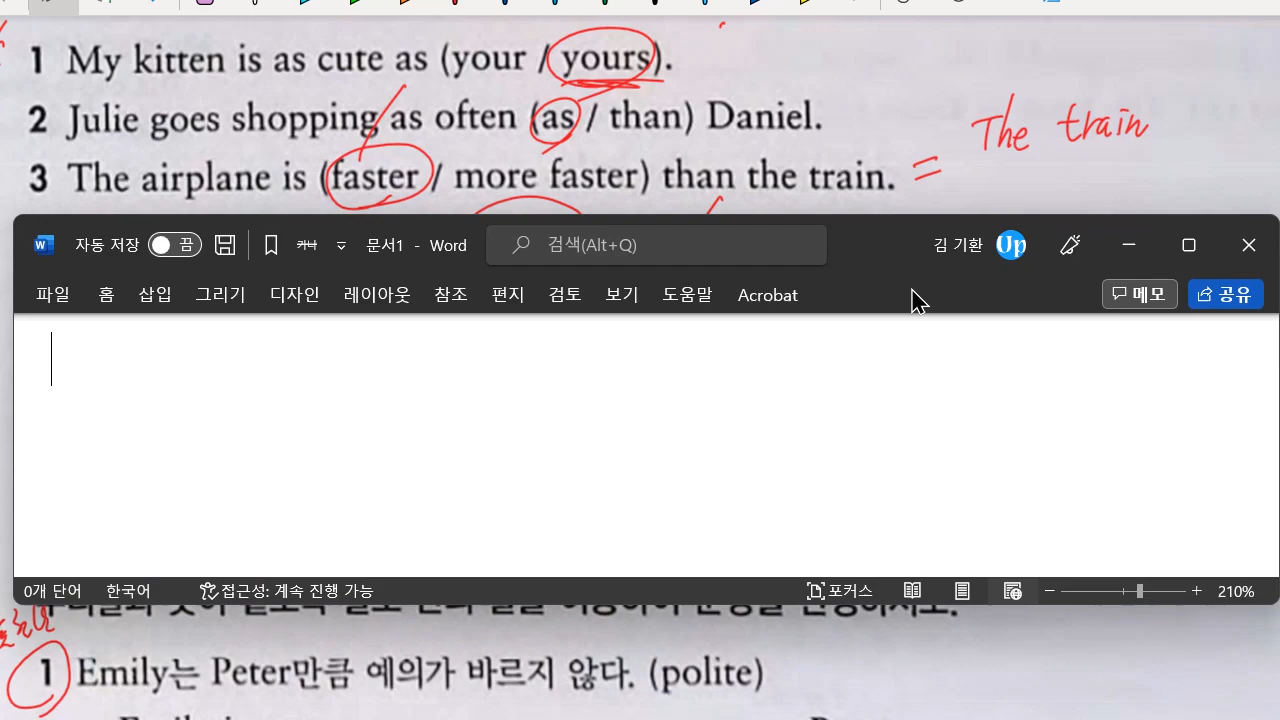 1 My kitten is as cute as (your / yours).
2 Julie goes shopping as often (as / than) Daniel.
3 The airplane is (faster / more faster) than the train. = The train
자동 저장 끔 문서1 - Word 검색(Alt+Q) 김 기환 Up
파일 홈 삽입 그리기 디자인 레이아웃 참조 편지 검토 보기 도움말 Acrobat 메모 공유
0개 단어 한국어 접근성: 계속 진행 가능 포커스 210%
1 Emily는 Peter만큼 예의가 바르지 않다. (polite)